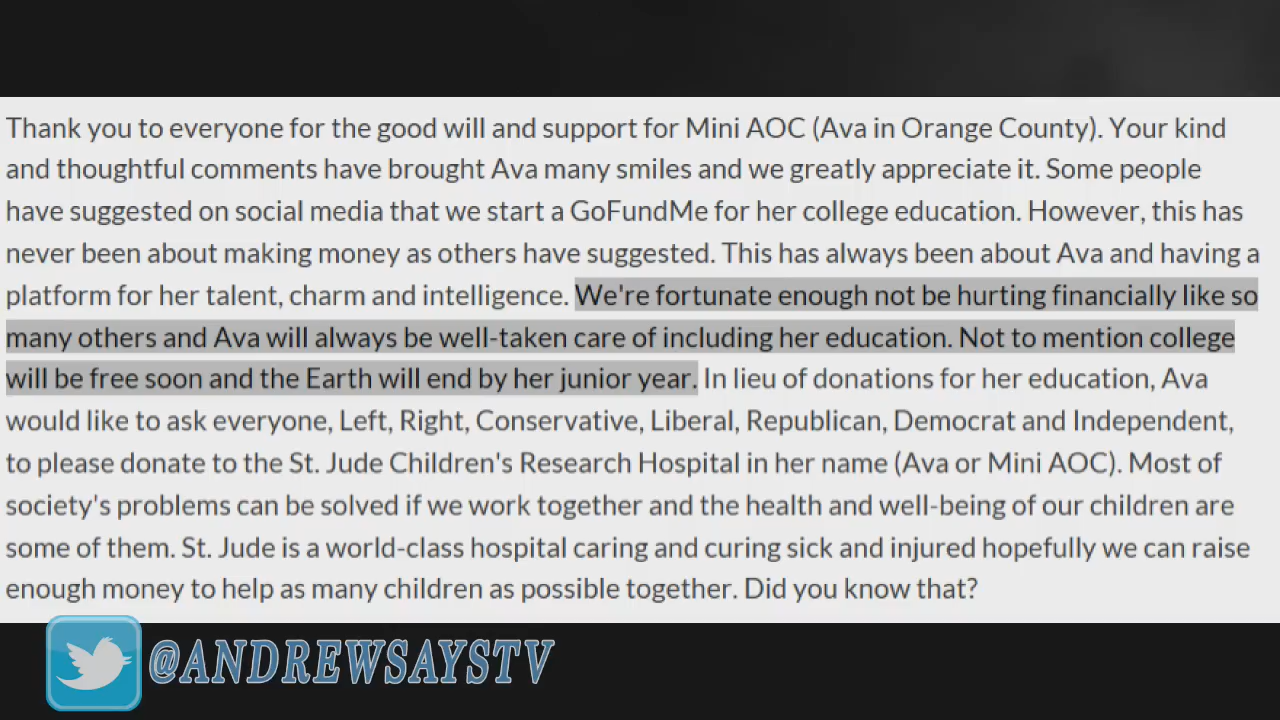 Thank you to everyone for the good will and support for Mini AOC (Ava in Orange County). Your kind
and thoughtful comments have brought Ava many smiles and we greatly appreciate it. Some people
have suggested on social media that we start a GoFundMe for her college education. However, this has
never been about making money as others have suggested. This has always been about Ava and having a
platform for her talent, charm and intelligence. We're fortunate enough not be hurting financially like so
many others and Ava will always be well-taken care of including her education. Not to mention college
will be free soon and the Earth will end by her junior year. In lieu of donations for her education, Ava
would like to ask everyone, Left, Right, Conservative, Liberal, Republican, Democrat and Independent,
to please donate to the St. Jude Children's Research Hospital in her name (Ava or Mini AOC). Most of
society's problems can be solved if we work together and the health and well-being of our children are
some of them. St. Jude is a world-class hospital caring and curing sick and injured hopefully we can raise
enough money to help as many children as possible together. Did you know that?
@ANDREWSAYSTV